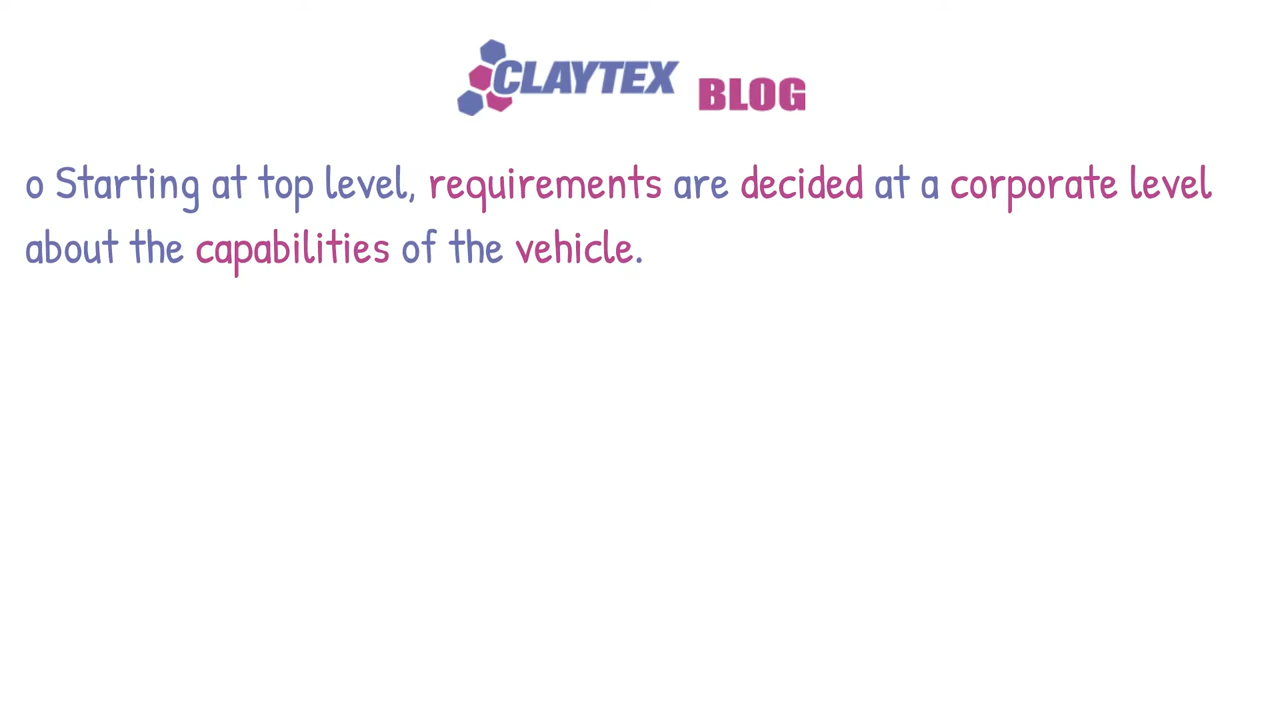 CLAYTEX BLOG
o Starting at top level, requirements are decided at a corporate level
about the capabilities of the vehicle.